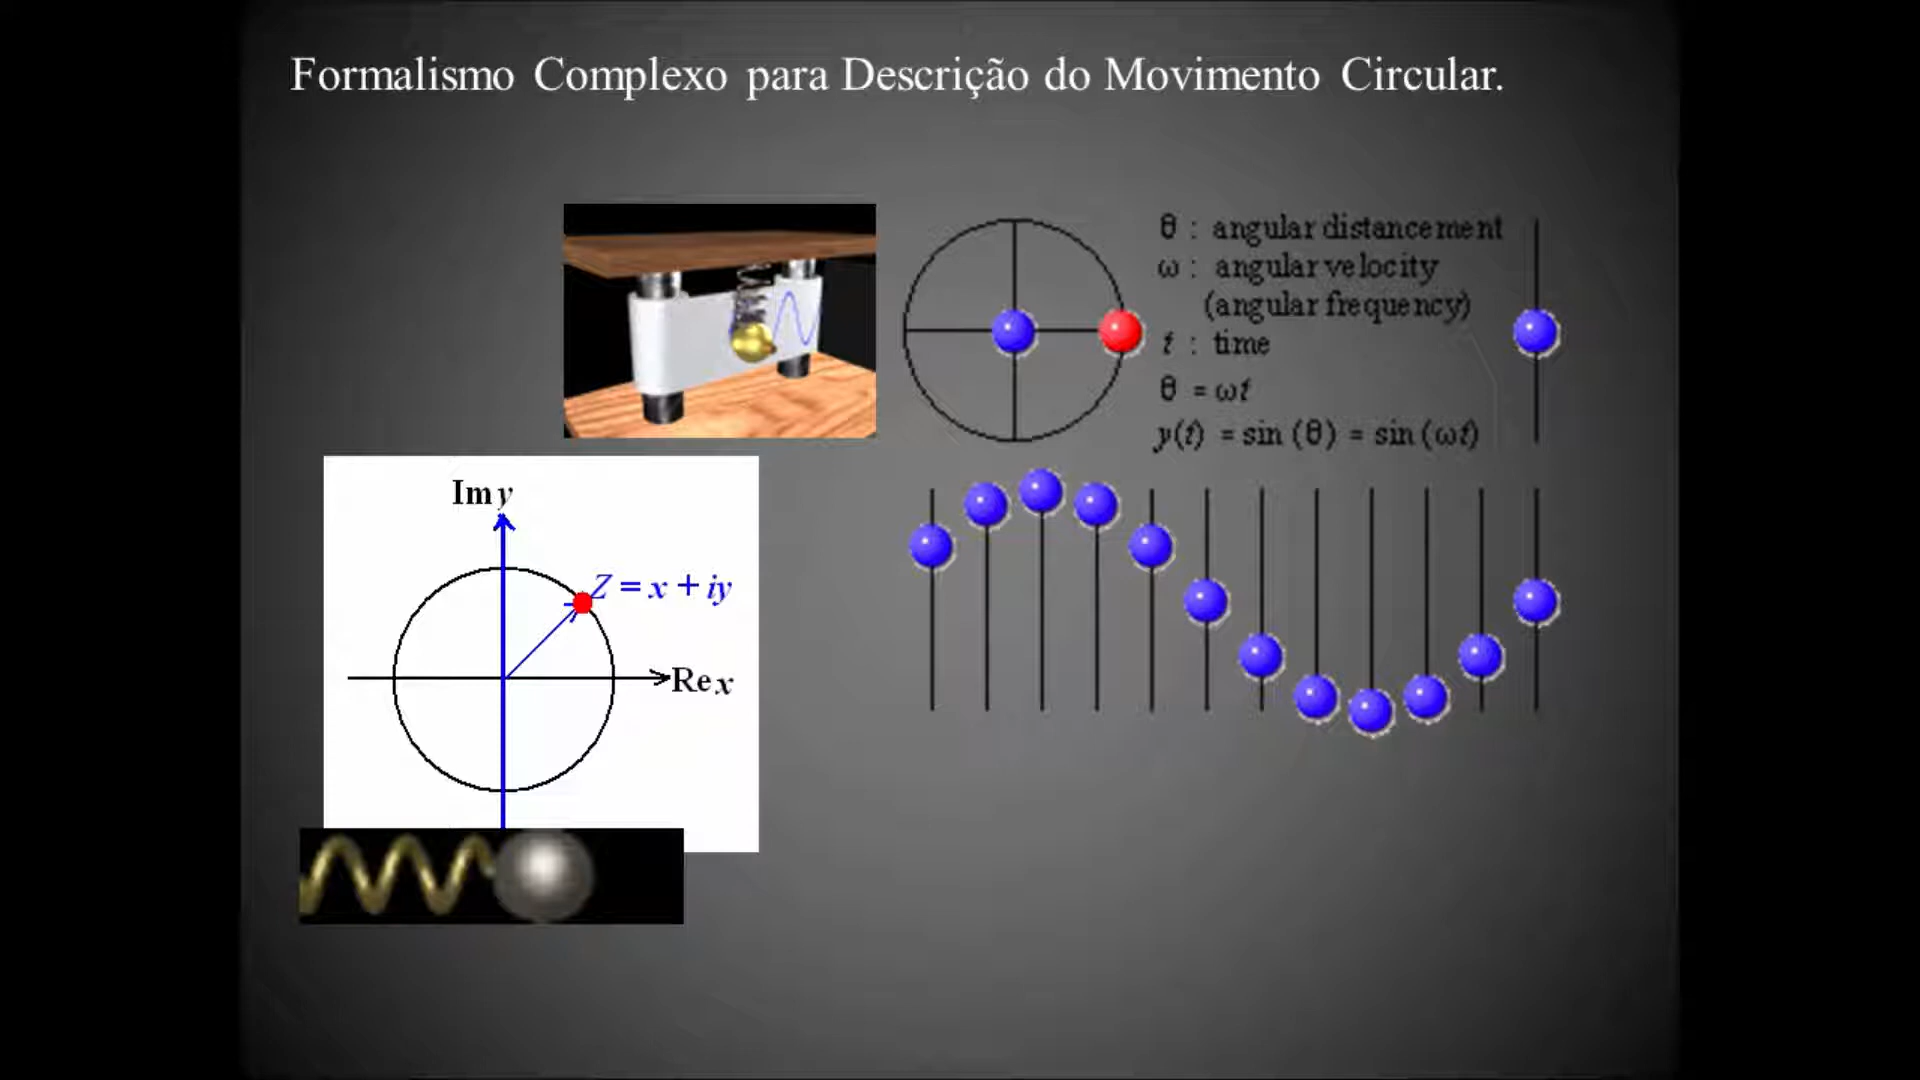 Formalismo Complexo para Descrição do Movimento Circular.
θ : angular distancement
ω : angular velocity
(angular frequency)
t : time
θ = ωt
y(t) = sin (θ) = sin (ωt)
Im y
Z = x + iy
Re x